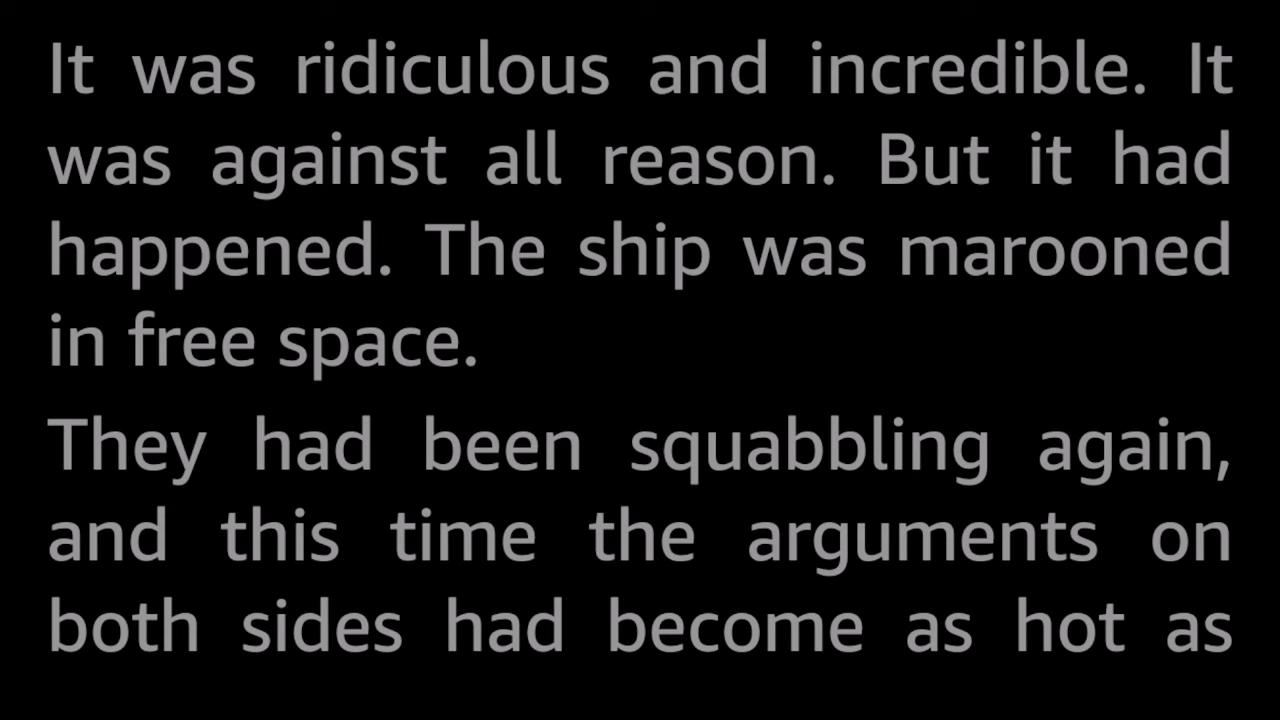 It was ridiculous and incredible. It
was against all reason. But it had
happened. The ship was marooned
in free space.
They had been squabbling again,
and this time the arguments on
both sides had become as hot as